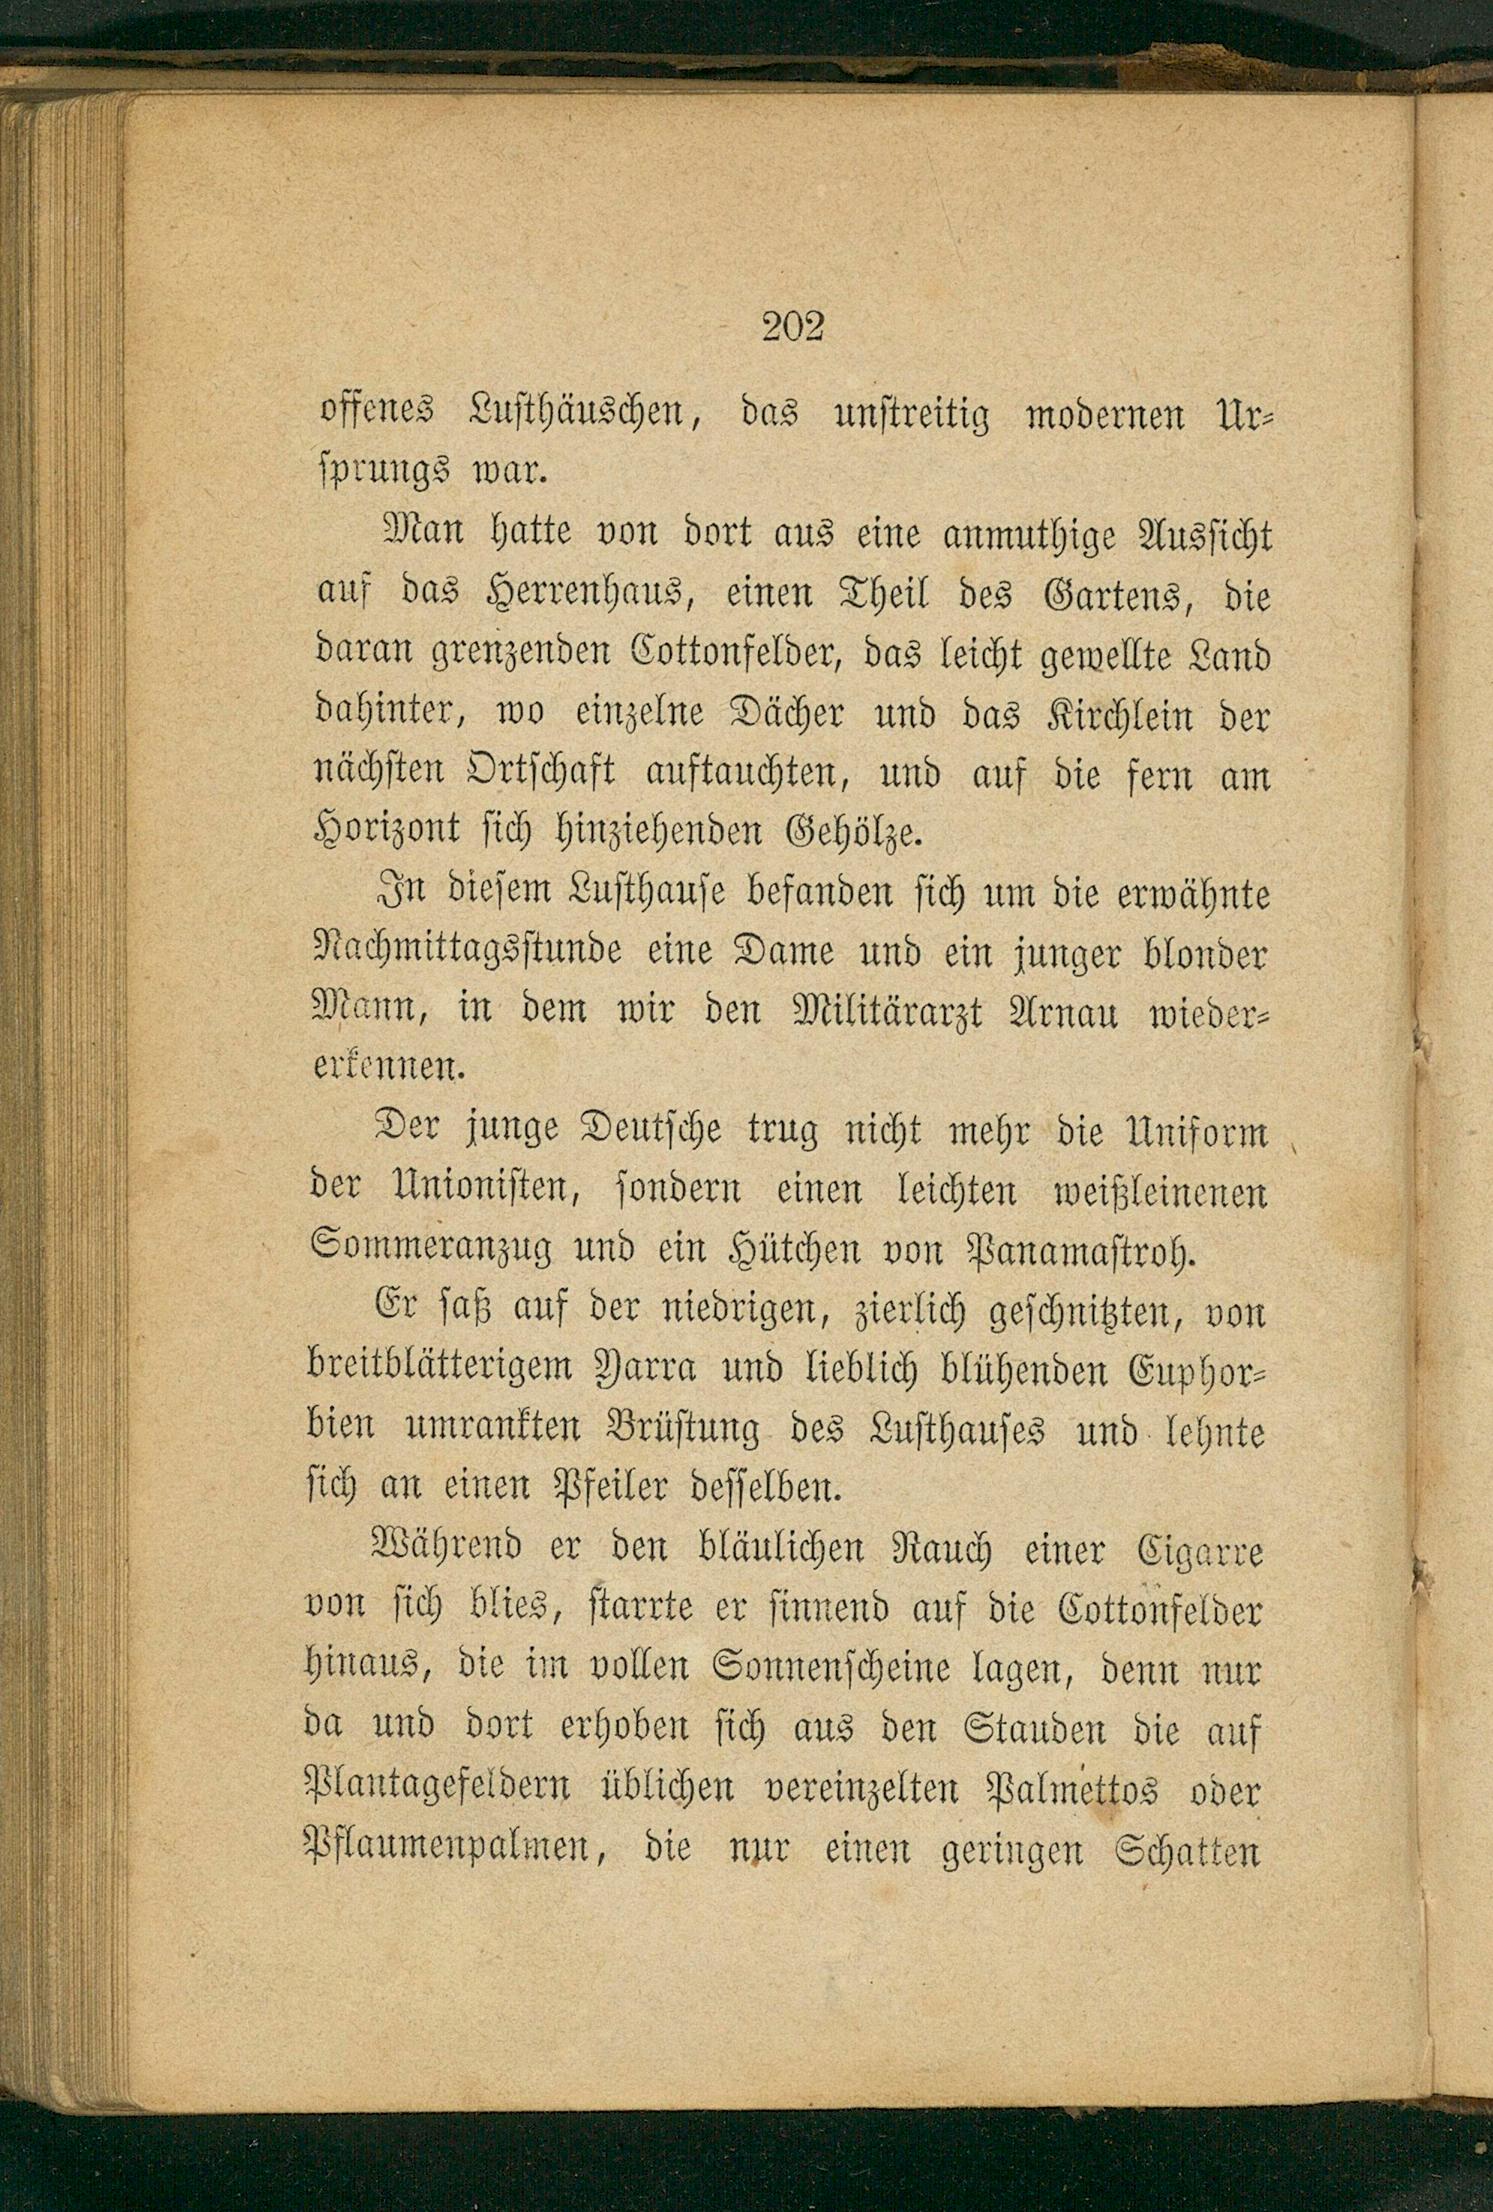 202
offenes Lusthäuschen, das unstreitig modernen Ur-
sprungs war.
Man hatte von dort aus eine anmuthige Aussicht
auf das Herrenhaus, einen Theil des Gartens, die
daran grenzenden Cottonfelder, das leicht gewellte Land
dahinter, wo einzelne Dächer und das Kirchlein der
nächsten Ortschaft auftauchten, und auf die fern am
Horizont sich hinziehenden Gehölze.
In diesem Lusthause befanden sich um die erwähnte
Nachmittagsstunde eine Dame und ein junger blonder
Mann, in dem wir den Militärarzt Arnau wieder-
erkennen.
Der junge Deutsche trug nicht mehr die Uniform
der Unionisten, sondern einen leichten weißleinenen
Sommeranzug und ein Hütchen von Panamastroh.
Er saß auf der niedrigen, zierlich geschnitzten, von
breitblätterigem Yarra und lieblich blühenden Euphor-
bien umrankten Brüstung des Lusthauses und lehnte
sich an einen Pfeiler desselben.
Während er den bläulichen Rauch einer Cigarre
von sich blies, starrte er sinnend auf die Cottonfelder
hinaus, die im vollen Sonnenscheine lagen, denn nur
da und dort erhoben sich aus den Stauden die auf
Plantagefeldern üblichen vereinzelten Palmettos oder
Pflaumenpalmen, die nur einen geringen Schatten